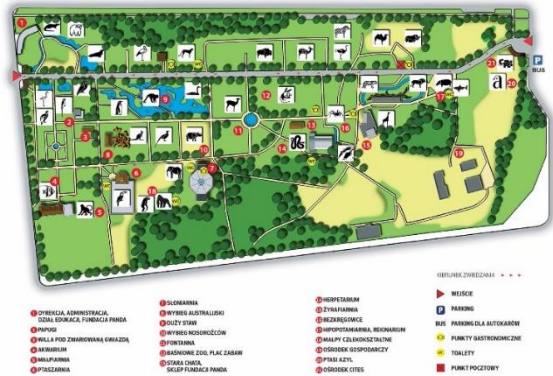 1 DYREKCJA, ADMINISTRACJA,
DZIAŁ EDUKACJI, FUNDACJA PANDA
2 PAPUGI
3 WILLA POD ZWARIOWANĄ GWIAZDĄ
4 AKWARIUM
5 MAŁPIARNIA
6 PTASZARNIA
7 SŁONIARNIA
8 WYBIEG AUSTRALIJSKI
9 DUŻY STAW
10 WYBIEG NOSOROŻCÓW
11 FONTANNA
12 BAŚNIOWE ZOO, PLAC ZABAW
13 STARA CHATA,
SKLEP FUNDACJI PANDA
14 HERPETARIUM
15 ŻYRAFIARNIA
16 BEZKRĘGOWCE
17 HIPOPOTAMIARNIA, REKINARIUM
18 MAŁPY CZŁEKOKSZTAŁTNE
19 OŚRODEK GOSPODARCZY
20 PTASI AZYL
21 OŚRODEK CITES
KIERUNEK ZWIEDZANIA
WEJŚCIE
P PARKING
BUS PARKING DLA AUTOKARÓW
PUNKTY GASTRONOMICZNE
TOALETY
PUNKT POCZTOWY
P
BUS